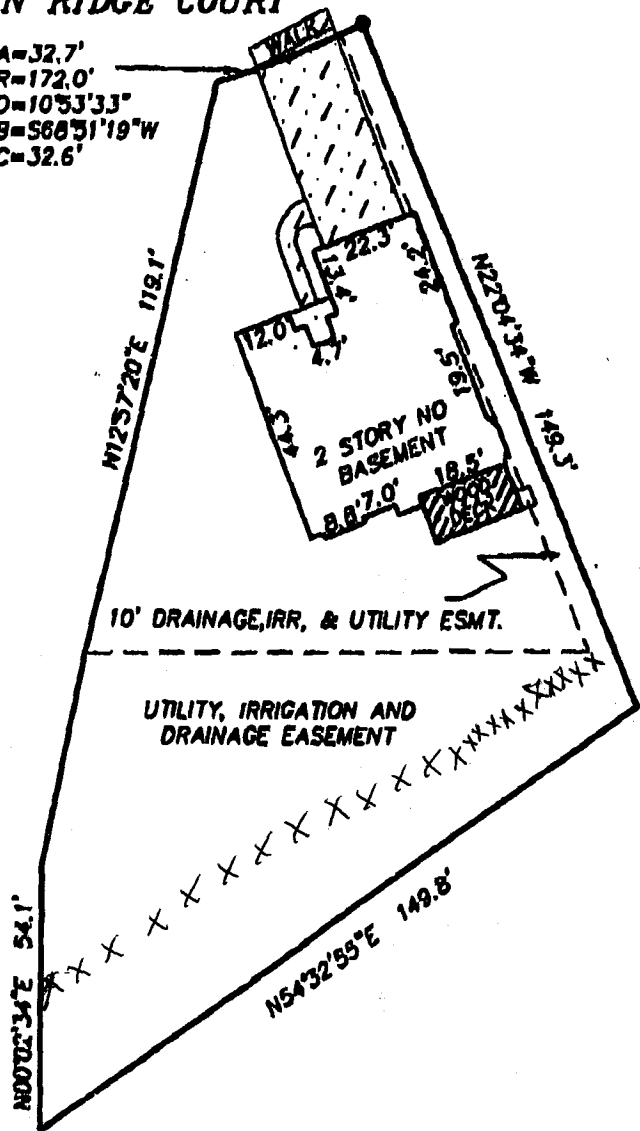 N RIDGE COURT
A=32.7'
R=172.0'
D=10°53'33"
B=S68°51'19"W
C=32.6'
WALK
N12°57'20"E 119.1'
22.3'
13.4'
24.2'
N22°04'34"W 149.3'
12.0'
4.7'
19.5'
44.3'
2 STORY NO
BASEMENT
18.5'
8.8' 7.0'
WOOD
DECK
10' DRAINAGE, IRR, & UTILITY ESMT.
UTILITY, IRRIGATION AND
DRAINAGE EASEMENT
N54°32'55"E 149.8'
N00°02'34"E 54.1'